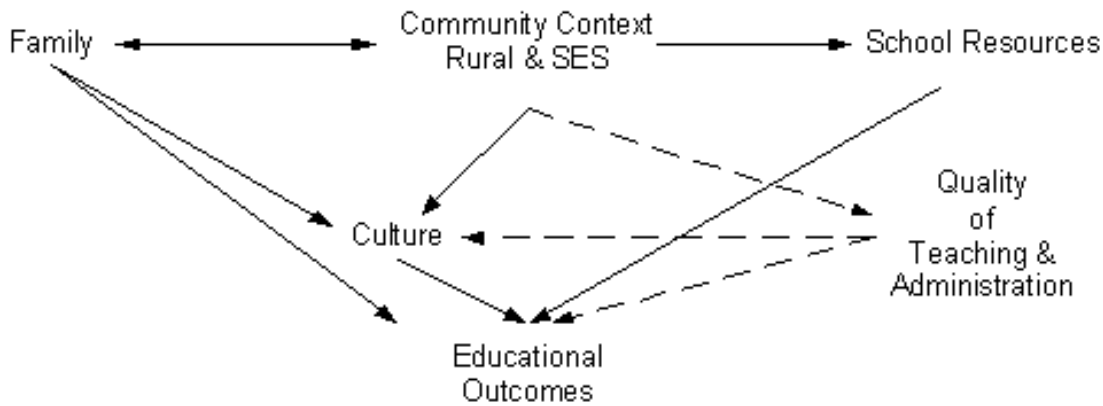 Family
Community Context
Rural & SES
School Resources
Quality
of
Teaching &
Administration
Culture
Educational
Outcomes